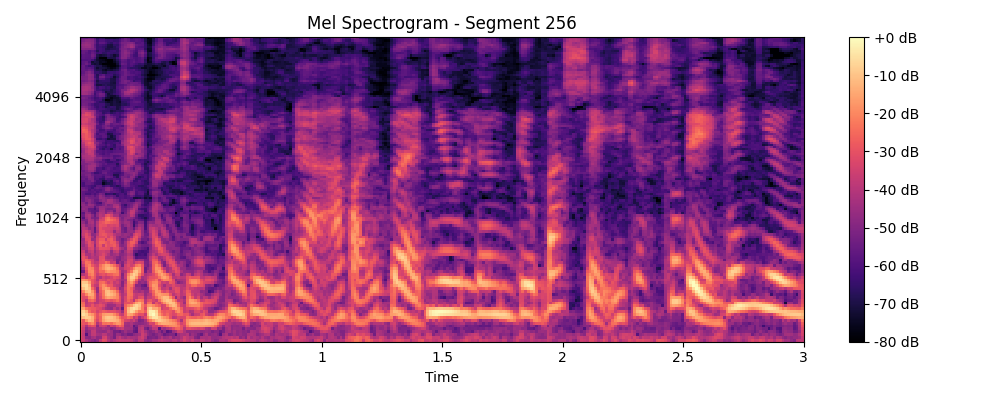 Mel Spectrogram - Segment 256
Frequency
4096
2048
1024
512
0
0
0.5
1
1.5
2
2.5
3
Time
+0 dB
-10 dB
-20 dB
-30 dB
-40 dB
-50 dB
-60 dB
-70 dB
-80 dB